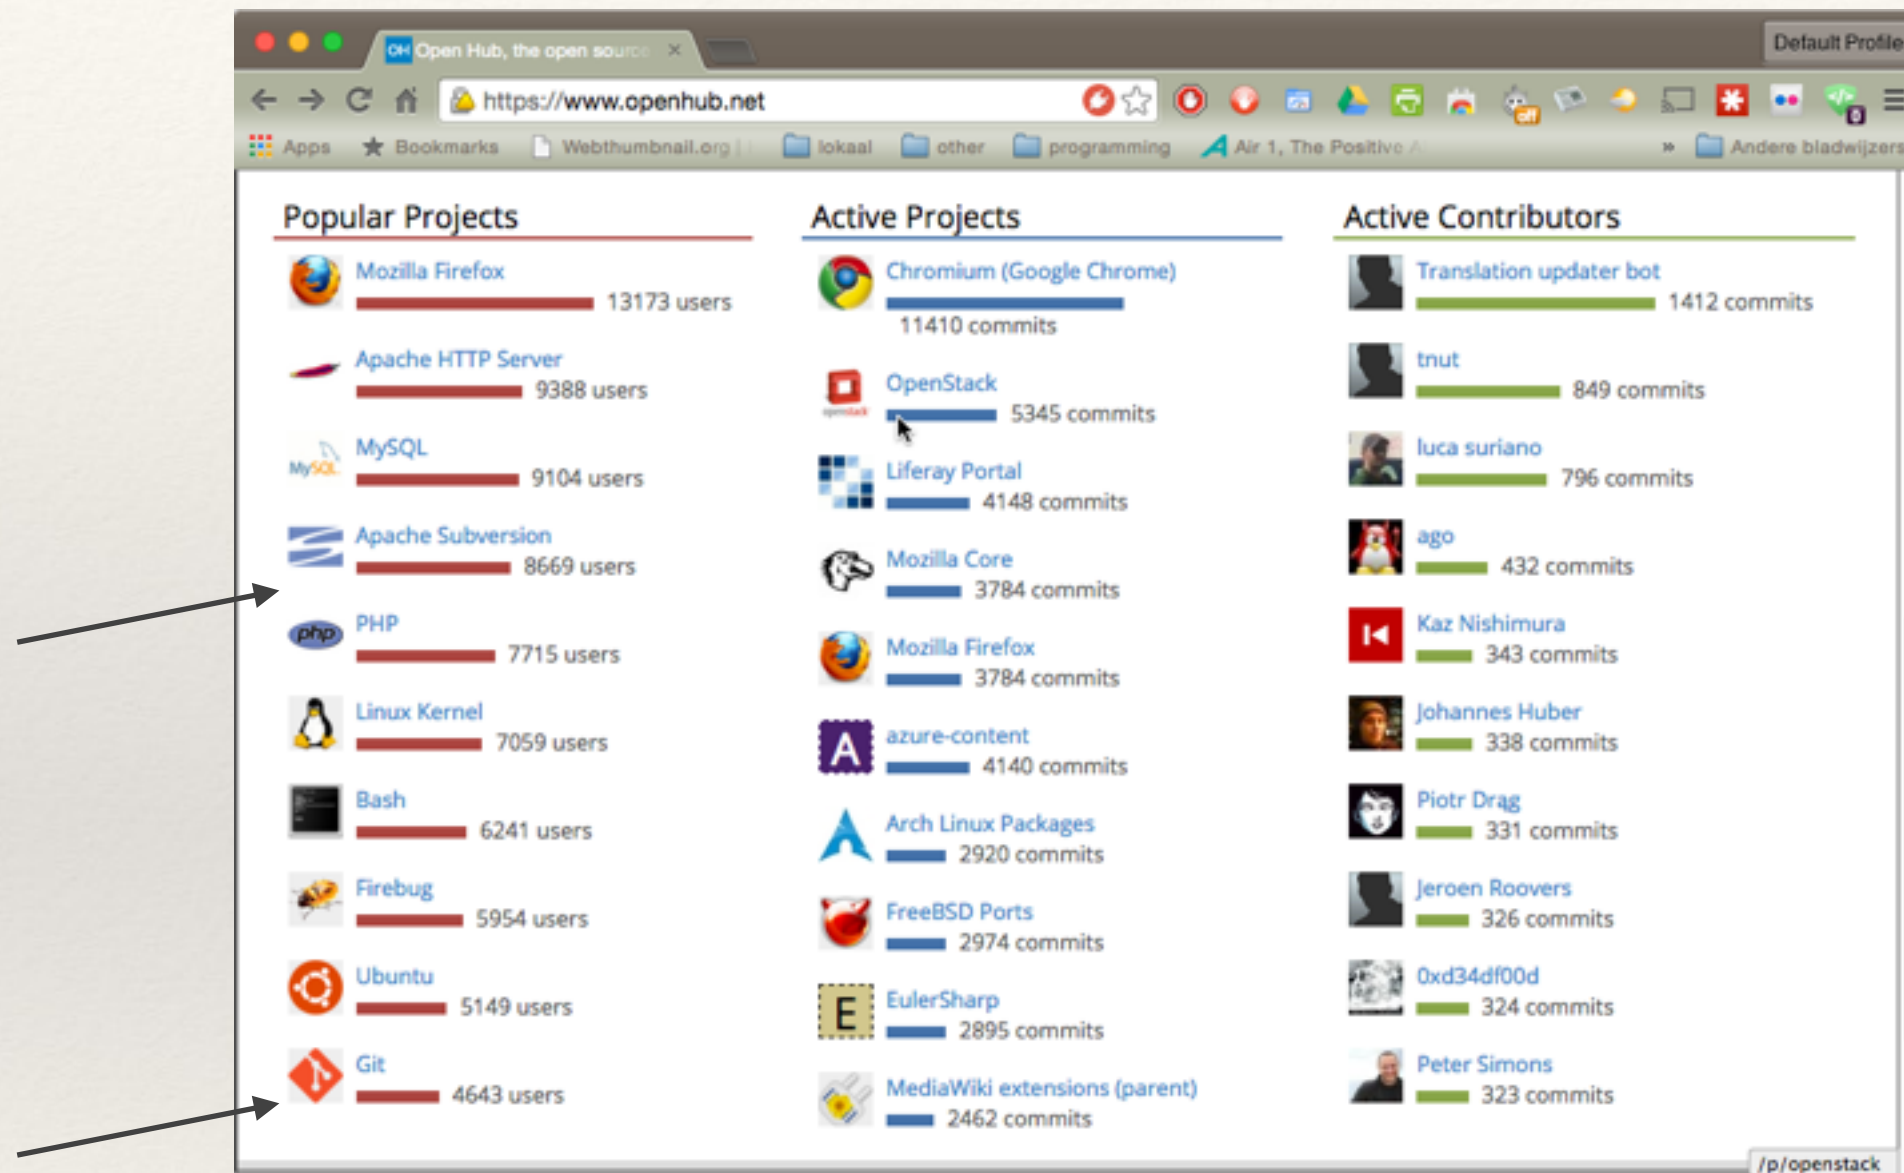 Default Profile
OH Open Hub, the open source
https://www.openhub.net
off
0
Apps Bookmarks Webthumbnail.org | lokaal other programming Air 1, The Positive A » Andere bladwijzers
Popular Projects
Mozilla Firefox
13173 users
Apache HTTP Server
9388 users
MySQL
MySQL
9104 users
Apache Subversion
8669 users
php
PHP
7715 users
Linux Kernel
7059 users
Bash
6241 users
Firebug
5954 users
Ubuntu
5149 users
Git
4643 users
Active Projects
Chromium (Google Chrome)
11410 commits
OpenStack
openstack
5345 commits
Liferay Portal
4148 commits
Mozilla Core
3784 commits
Mozilla Firefox
3784 commits
A
azure-content
4140 commits
Arch Linux Packages
2920 commits
FreeBSD Ports
2974 commits
E
EulerSharp
2895 commits
MediaWiki extensions (parent)
2462 commits
Active Contributors
Translation updater bot
1412 commits
tnut
849 commits
luca suriano
796 commits
ago
432 commits
Kaz Nishimura
343 commits
Johannes Huber
338 commits
Piotr Drąg
331 commits
Jeroen Roovers
326 commits
0xd34df00d
324 commits
Peter Simons
323 commits
/p/openstack